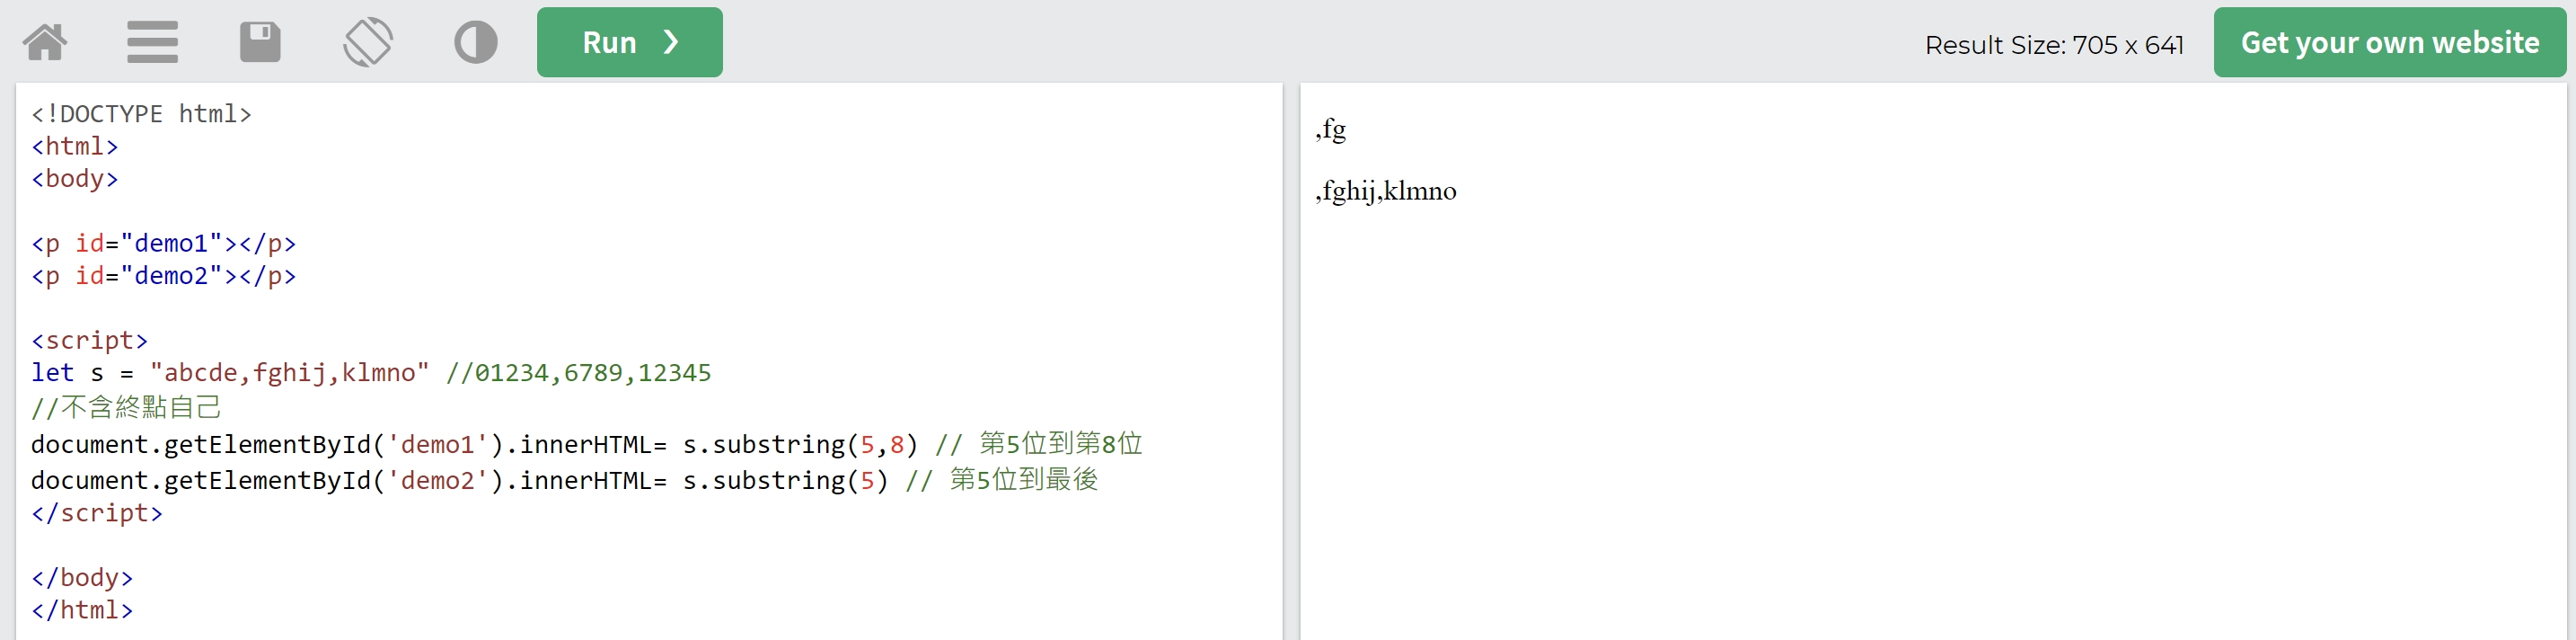 Run ❯
Result Size: 705 x 641
Get your own website
<!DOCTYPE html>
<html>
<body>
<p id="demo1"></p>
<p id="demo2"></p>
<script>
let s = "abcde,fghij,klmno" //01234,6789,12345
//不含終點自己
document.getElementById('demo1').innerHTML= s.substring(5,8) // 第5位到第8位
document.getElementById('demo2').innerHTML= s.substring(5) // 第5位到最後
</script>
</body>
</html>
,fg
,fghij,klmno